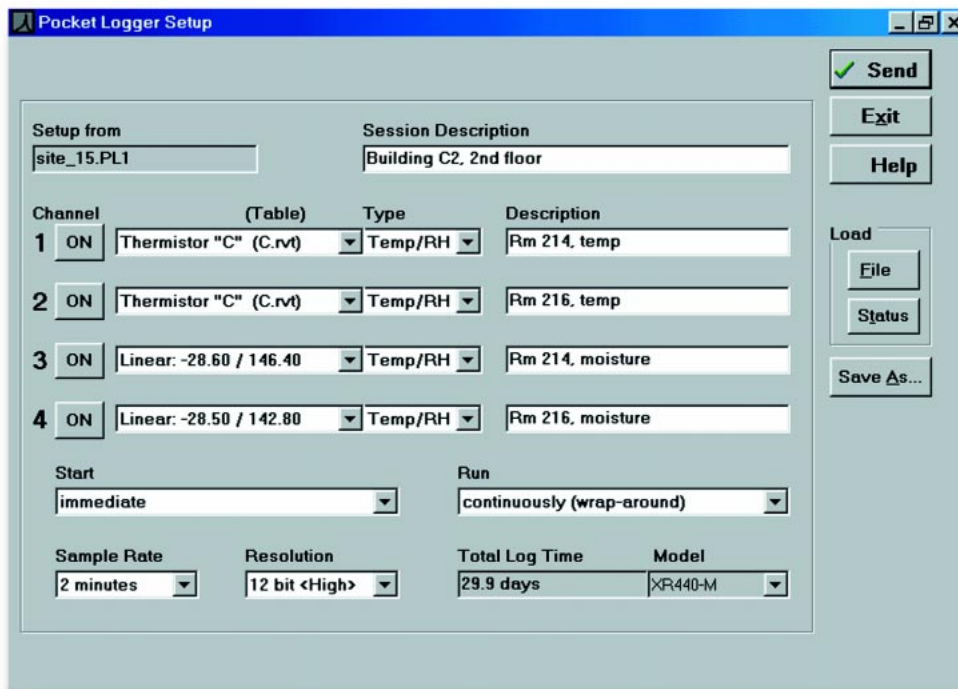 Pocket Logger Setup
Send
Exit
Help
Setup from
Session Description
site_15.PL1
Building C2, 2nd floor
Channel (Table) Type Description
1 ON Thermistor "C" (C.rvt) Temp/RH Rm 214, temp
2 ON Thermistor "C" (C.rvt) Temp/RH Rm 216, temp
3 ON Linear: -28.60 / 146.40 Temp/RH Rm 214, moisture
4 ON Linear: -28.50 / 142.80 Temp/RH Rm 216, moisture
Load
File
Status
Save As...
Start
Run
immediate
continuously (wrap-around)
Sample Rate Resolution Total Log Time Model
2 minutes 12 bit <High> 29.9 days XR440-M